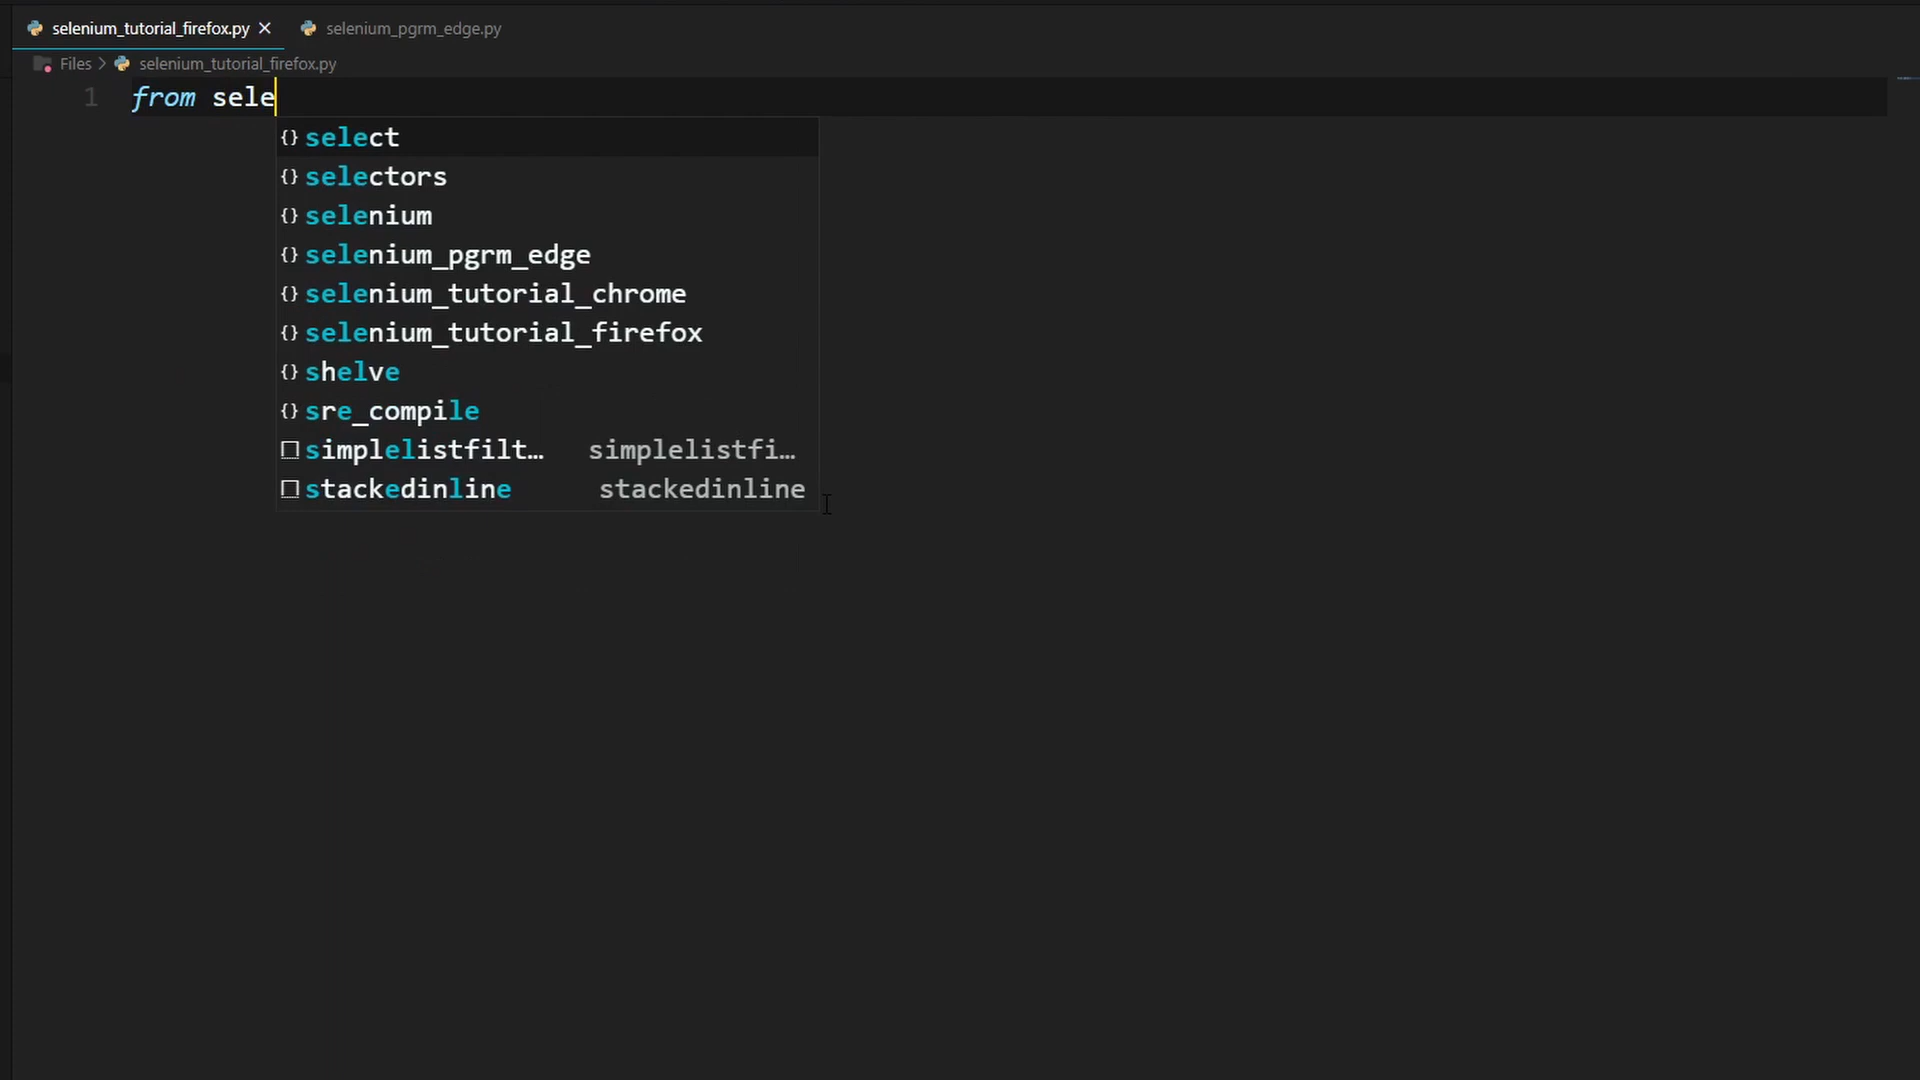 selenium_tutorial_firefox.py selenium_pgrm_edge.py
Files > selenium_tutorial_firefox.py
1 from sele
{} select
{} selectors
{} selenium
{} selenium_pgrm_edge
{} selenium_tutorial_chrome
{} selenium_tutorial_firefox
{} shelve
{} sre_compile
simplelistfilt… simplelistfi…
stackedinline stackedinline